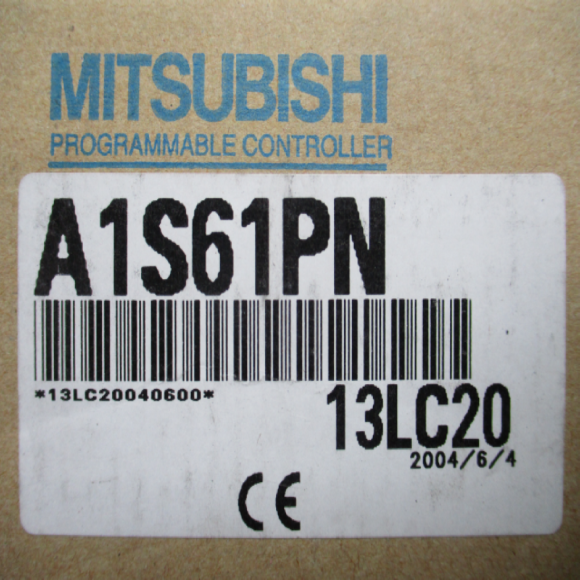 MITSUBISHI
PROGRAMMABLE CONTROLLER
A1S61PN
*13LC20040600*
13LC20
2004/6/4
CE